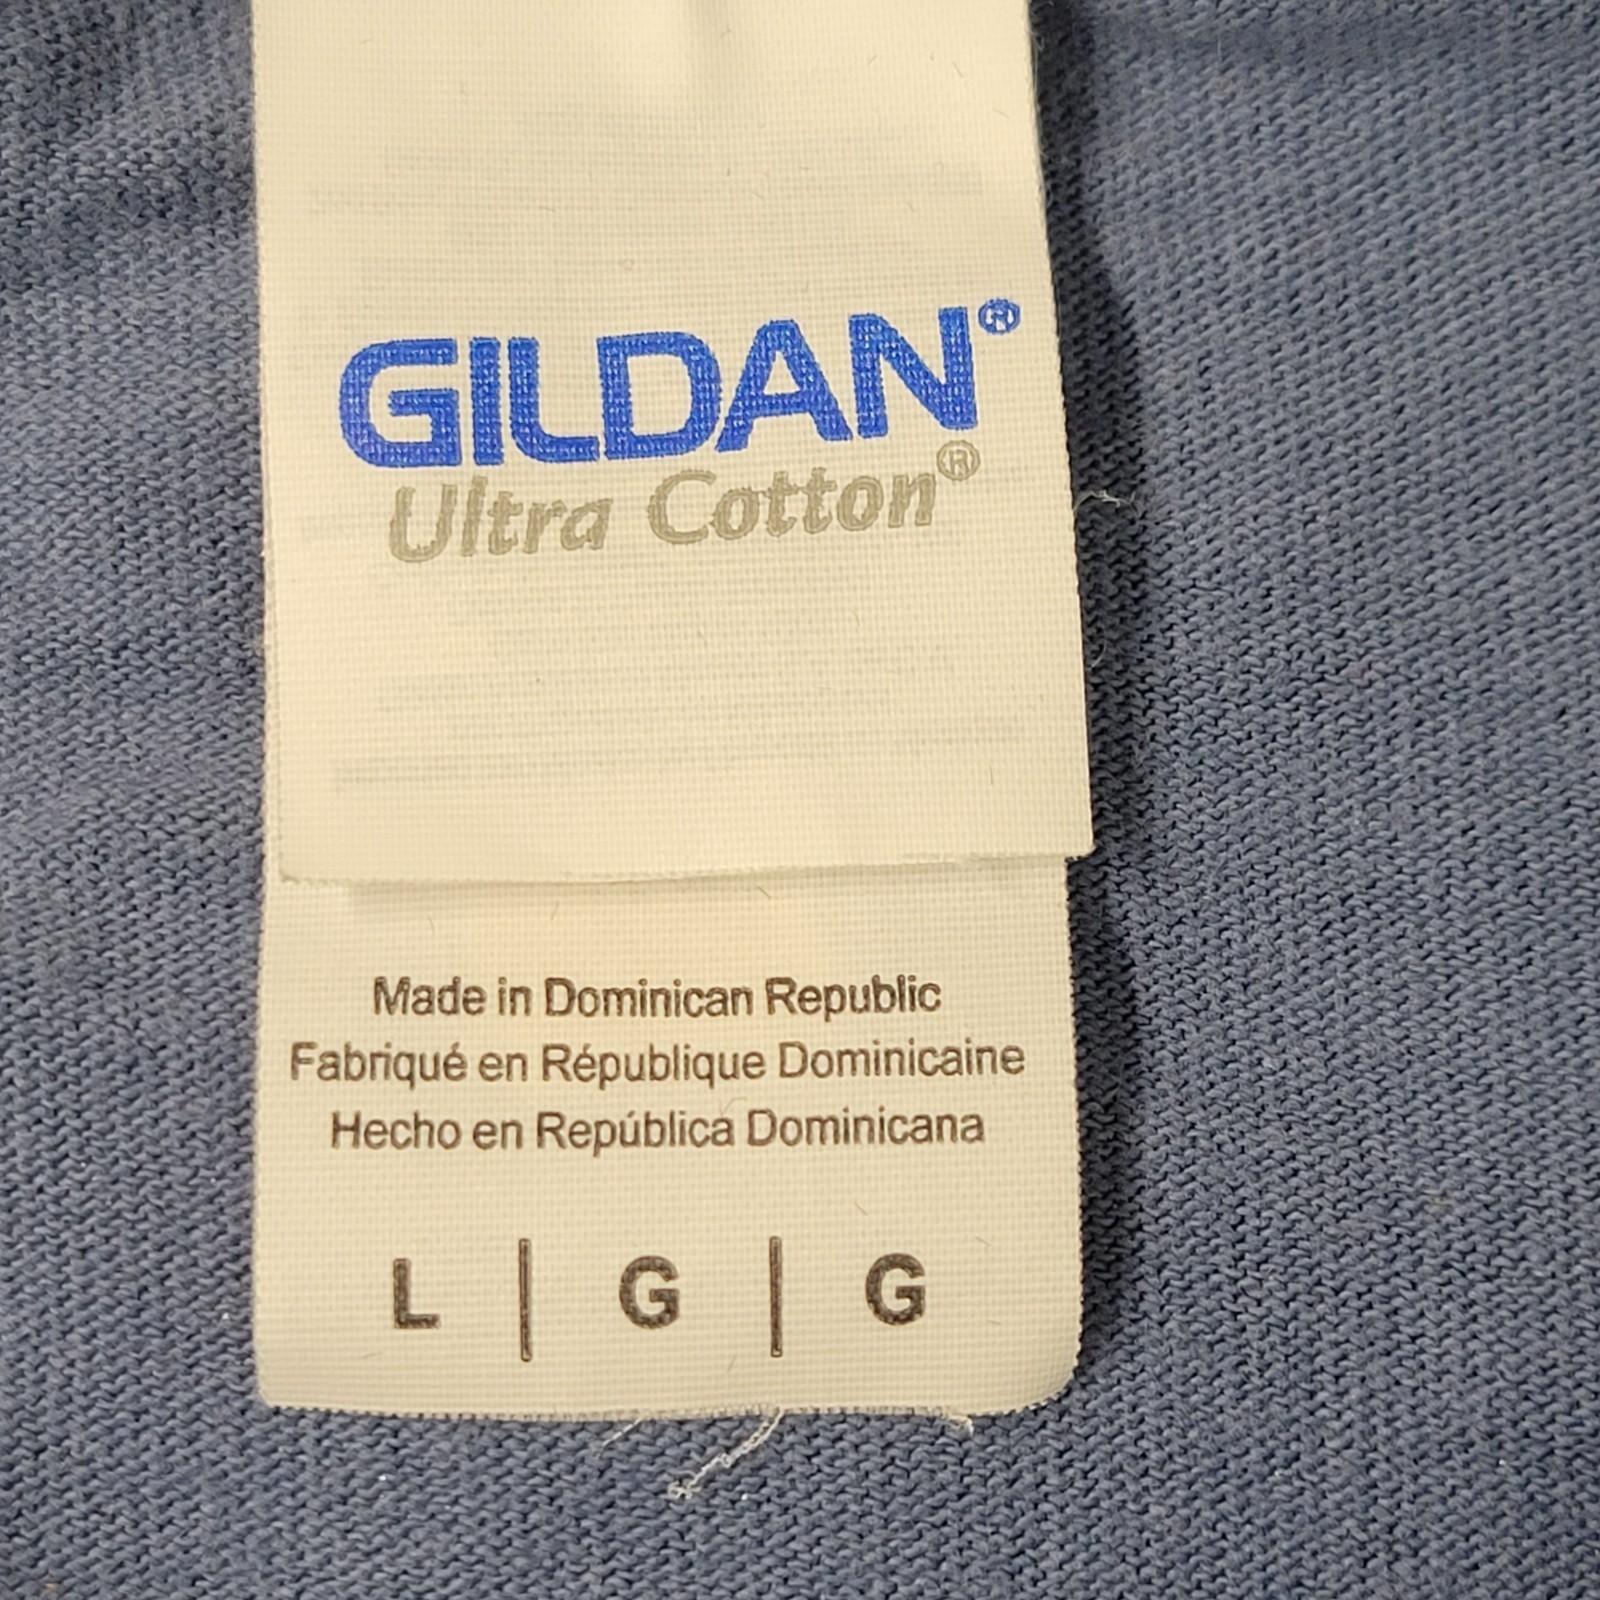 GILDAN®
Ultra Cotton®
Made in Dominican Republic
Fabriqué en République Dominicaine
Hecho en República Dominicana
L | G | G